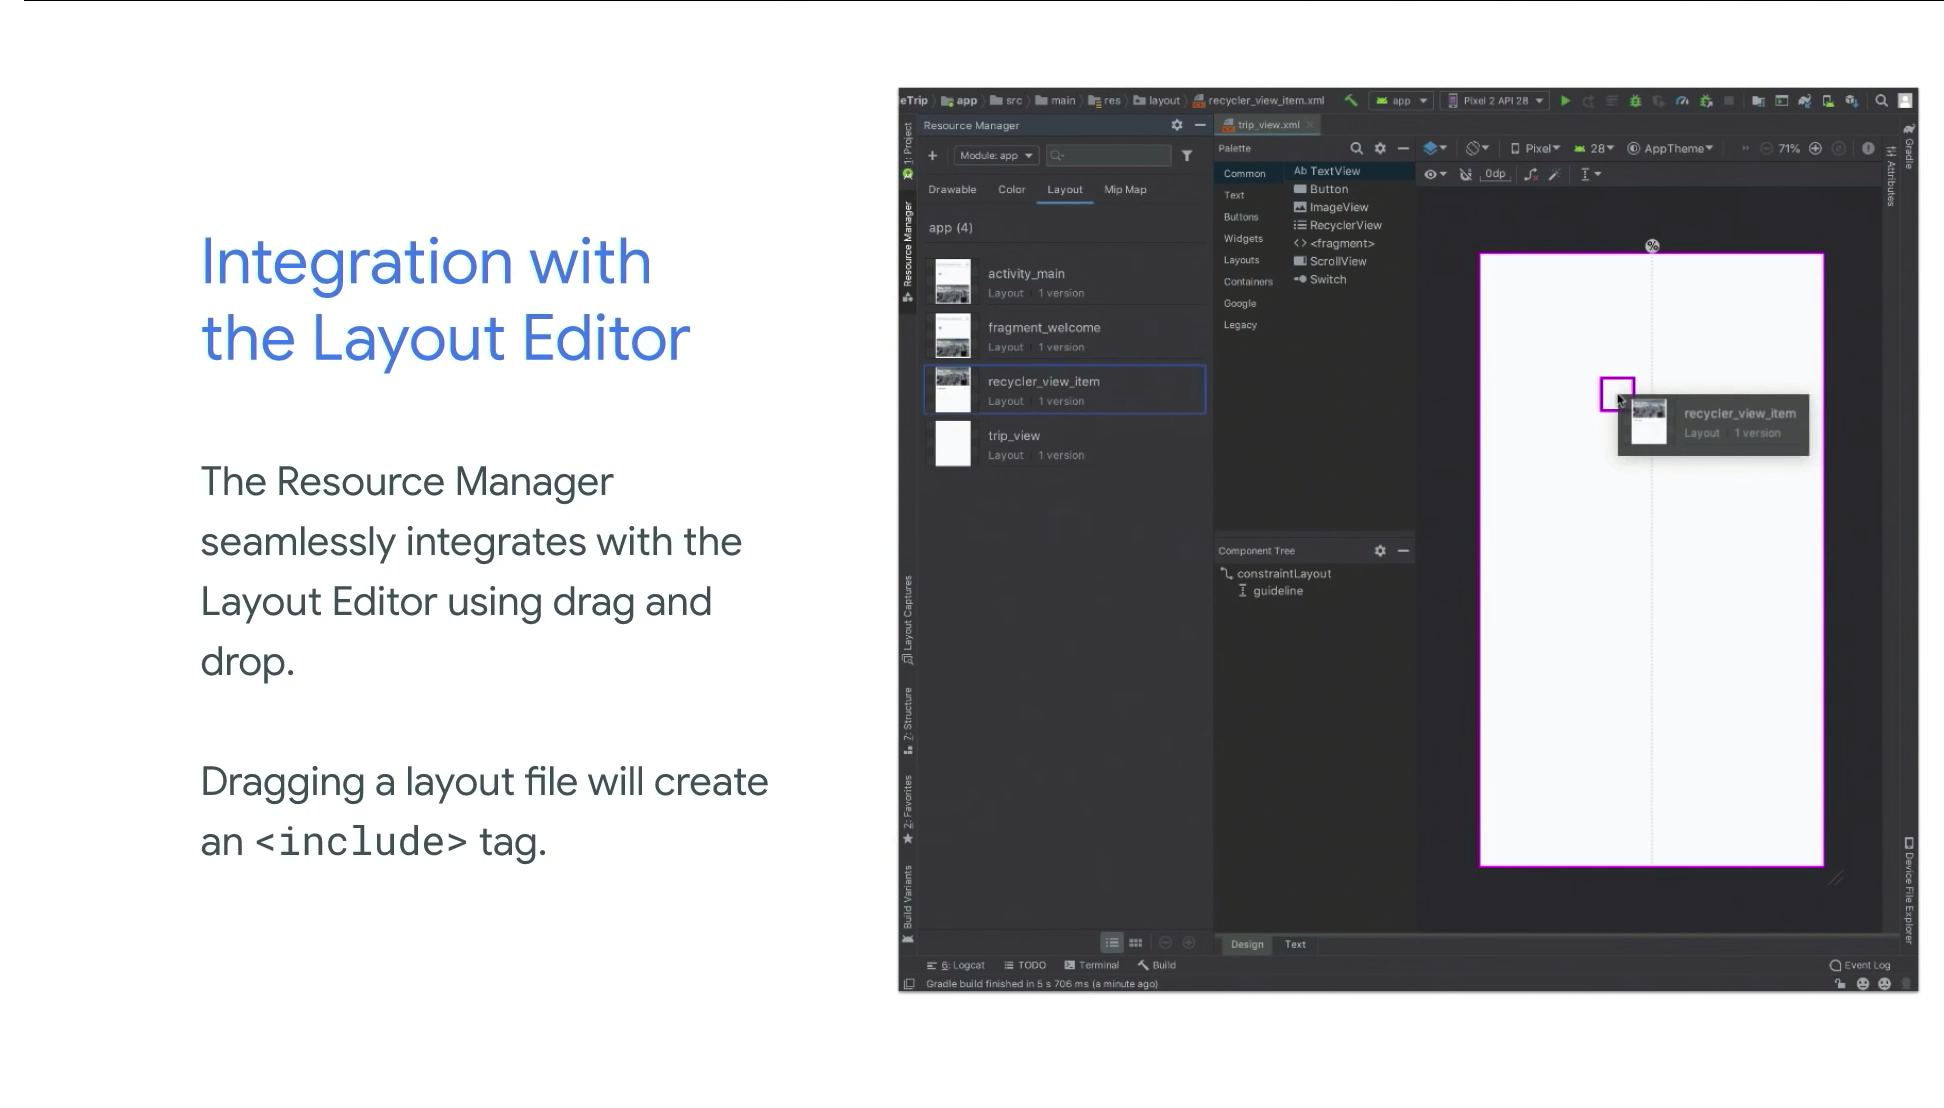 Integration with
the Layout Editor
The Resource Manager
seamlessly integrates with the
Layout Editor using drag and
drop.
Dragging a layout file will create
an <include> tag.
eTrip app src main res layout recycler_view_item.xml app Pixel 2 API 28
Resource Manager
trip_view.xml
Module: app
Palette
Pixel 28 AppTheme 71%
0dp
Drawable Color Layout Mip Map
app (4)
activity_main
Layout 1 version
fragment_welcome
Layout 1 version
recycler_view_item
Layout 1 version
trip_view
Layout 1 version
Common
Text
Buttons
Widgets
Layouts
Containers
Google
Legacy
Ab TextView
Button
ImageView
RecyclerView
<fragment>
ScrollView
Switch
%
recycler_view_item
Layout 1 version
Component Tree
constraintLayout
guideline
Design Text
1: Project
Resource Manager
Layout Captures
7: Structure
2: Favorites
Build Variants
Gradle
Attributes
Device File Explorer
6: Logcat TODO Terminal Build
Event Log
Gradle build finished in 5 s 706 ms (a minute ago)